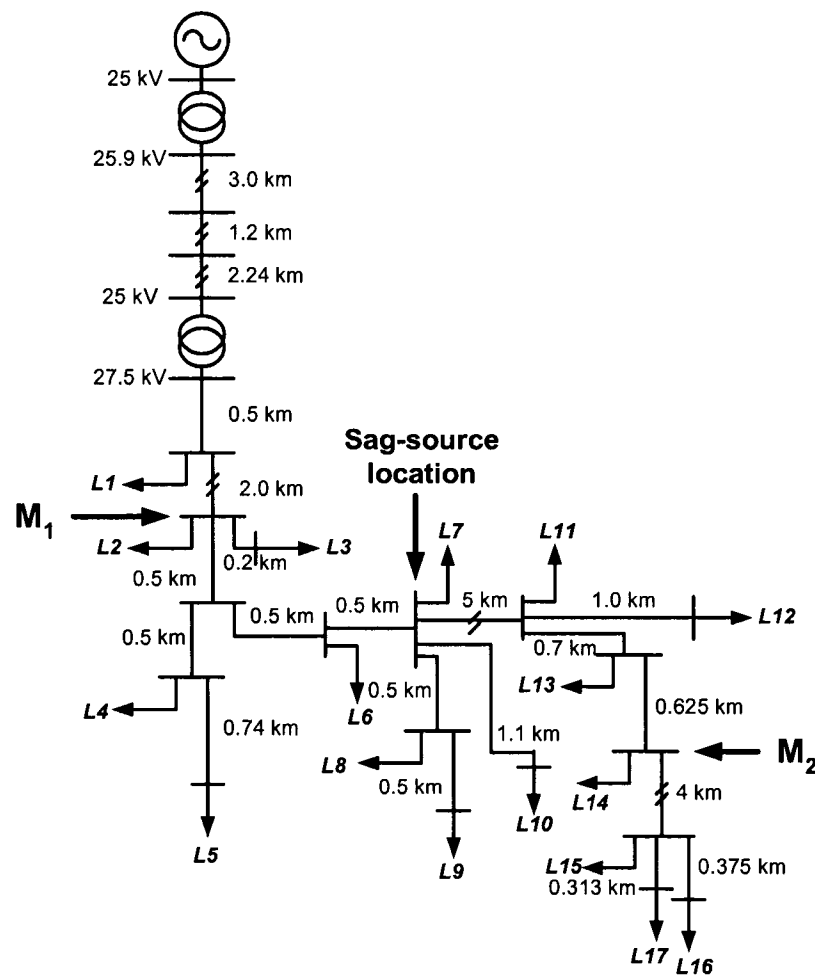 25 kV
25.9 kV
3.0 km
1.2 km
2.24 km
25 kV
27.5 kV
0.5 km
Sag-source
location
L1
2.0 km
M1
L7
L11
L2
0.2 km
L3
0.5 km
0.5 km
0.5 km
5 km
1.0 km
L12
0.5 km
0.7 km
L13
L4
0.5 km
L6
0.74 km
1.1 km
0.625 km
L8
M2
0.5 km
L14
4 km
L10
L5
L9
L15
0.375 km
0.313 km
L17
L16